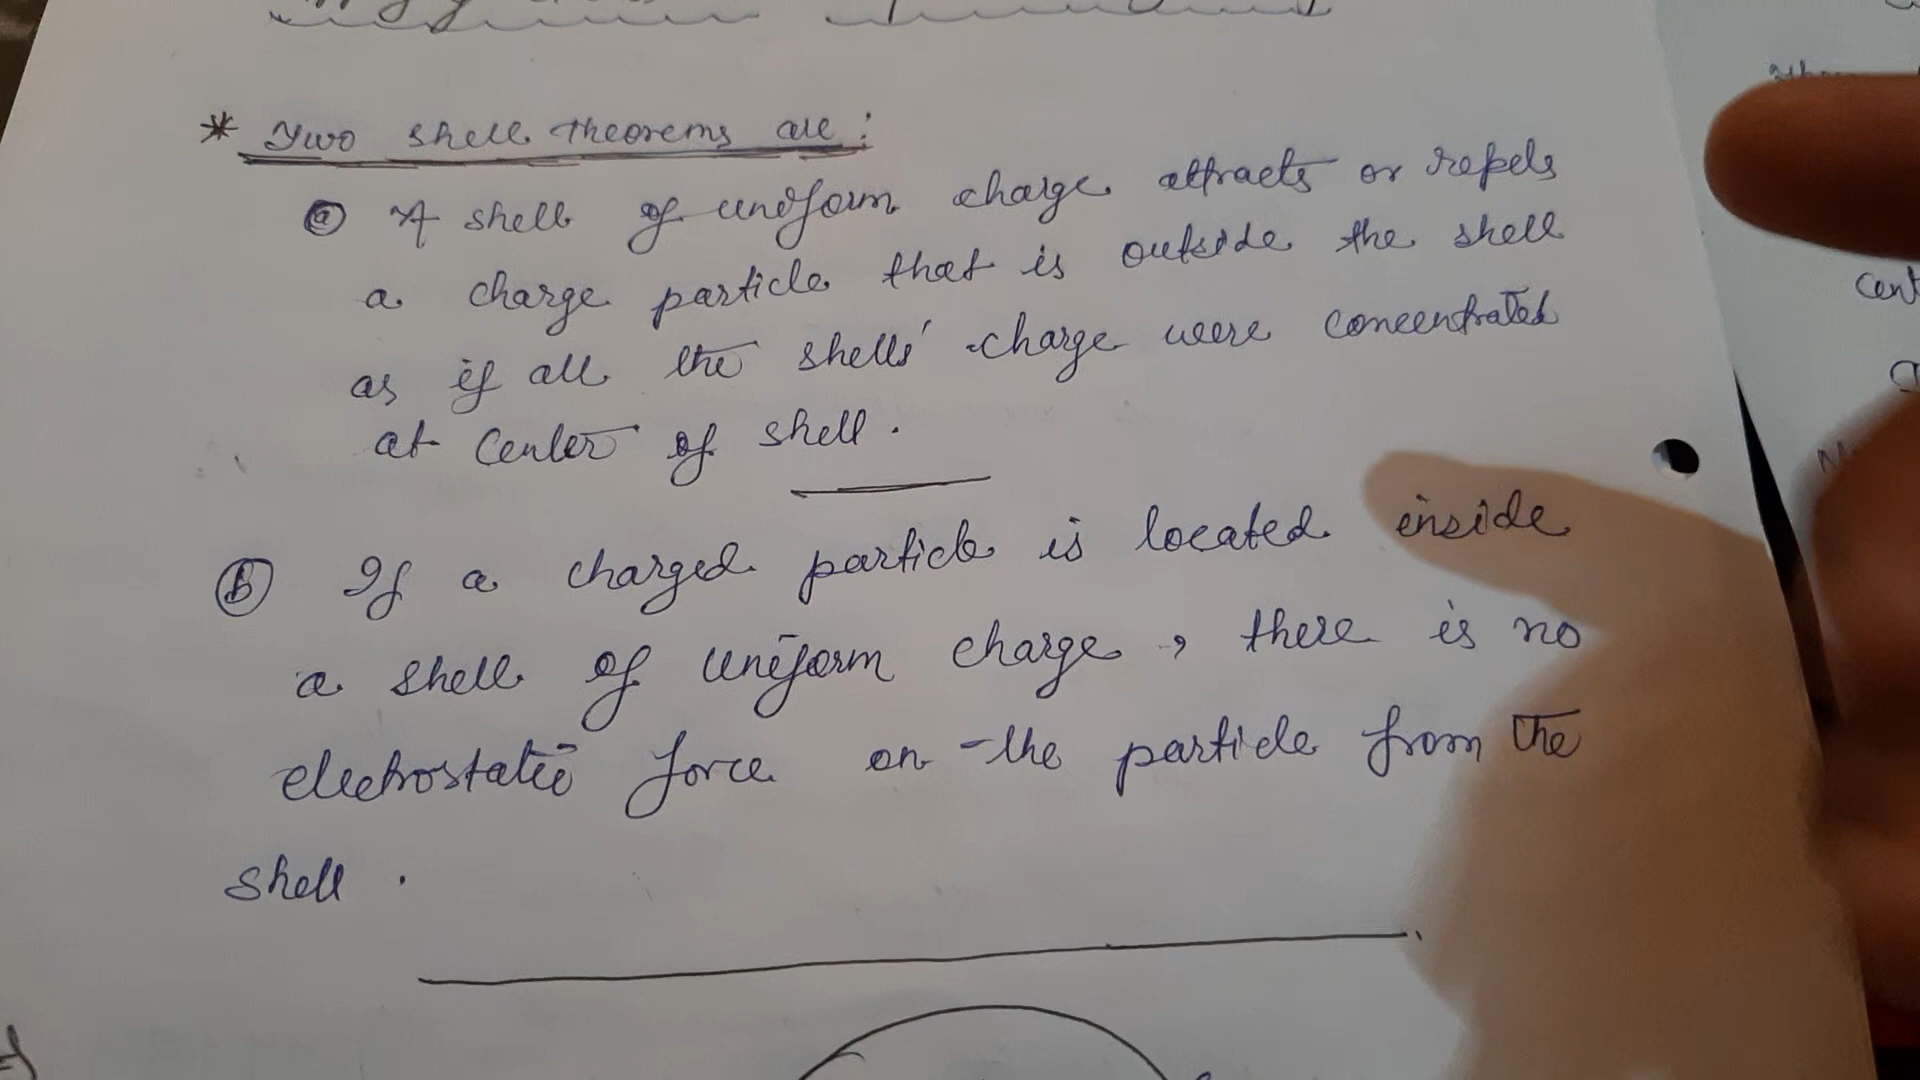 * Two shell theorems are:
ⓐ A shell of uniform charge attracts or repels
a charge particle that is outside the shell
as if all the shells' charge were concentrated
at center of shell.
ⓑ If a charged particle is located inside
a shell of uniform charge, there is no
electrostatic force on the particle from the
shell.
Cent